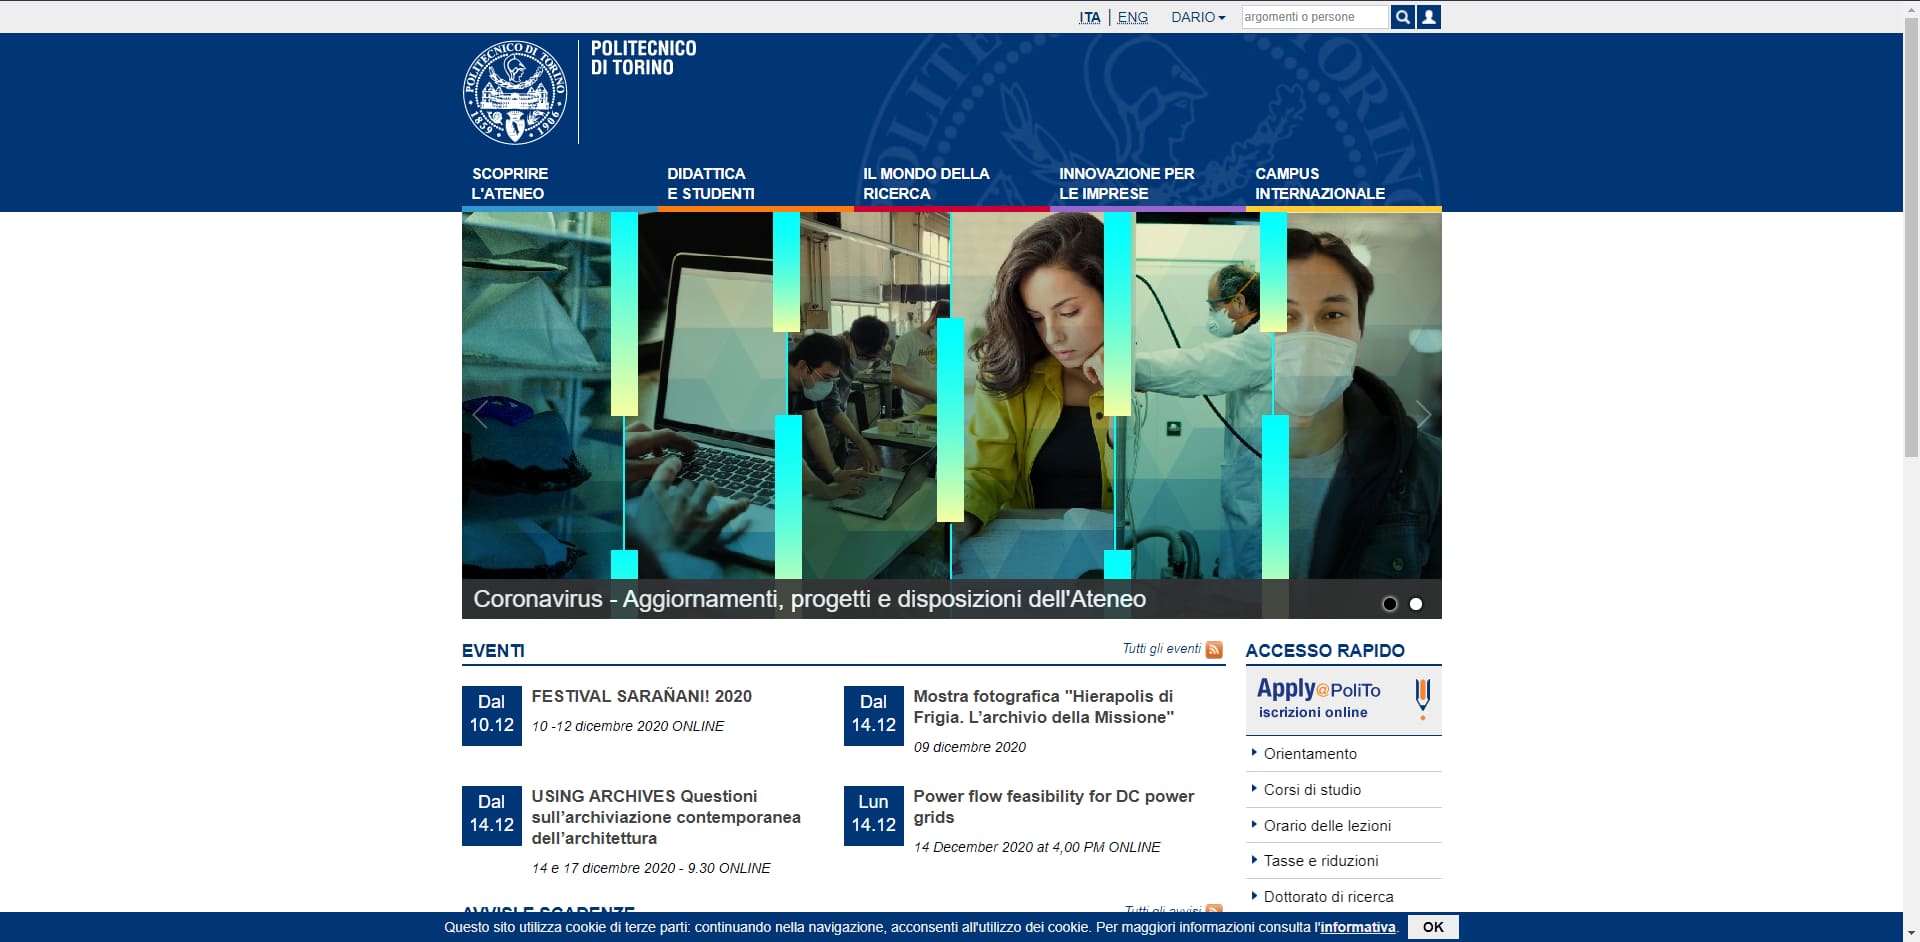 ITA | ENG DARIO argomenti o persone
POLITECNICO DI TORINO
1859 1906
POLITECNICO
DI TORINO
SCOPRIRE
L'ATENEO
DIDATTICA
E STUDENTI
IL MONDO DELLA
RICERCA
INNOVAZIONE PER
LE IMPRESE
CAMPUS
INTERNAZIONALE
Coronavirus - Aggiornamenti, progetti e disposizioni dell'Ateneo
EVENTI
Tutti gli eventi
Dal
10.12
FESTIVAL SARAÑANI! 2020
10 -12 dicembre 2020 ONLINE
Dal
14.12
Mostra fotografica "Hierapolis di
Frigia. L’archivio della Missione"
09 dicembre 2020
Dal
14.12
USING ARCHIVES Questioni
sull’archiviazione contemporanea
dell’architettura
14 e 17 dicembre 2020 - 9.30 ONLINE
Lun
14.12
Power flow feasibility for DC power
grids
14 December 2020 at 4,00 PM ONLINE
AVVISI E SCADENZE
Tutti gli avvisi
ACCESSO RAPIDO
Apply@PoliTo
iscrizioni online
Orientamento
Corsi di studio
Orario delle lezioni
Tasse e riduzioni
Dottorato di ricerca
Questo sito utilizza cookie di terze parti: continuando nella navigazione, acconsenti all'utilizzo dei cookie. Per maggiori informazioni consulta l'informativa. OK